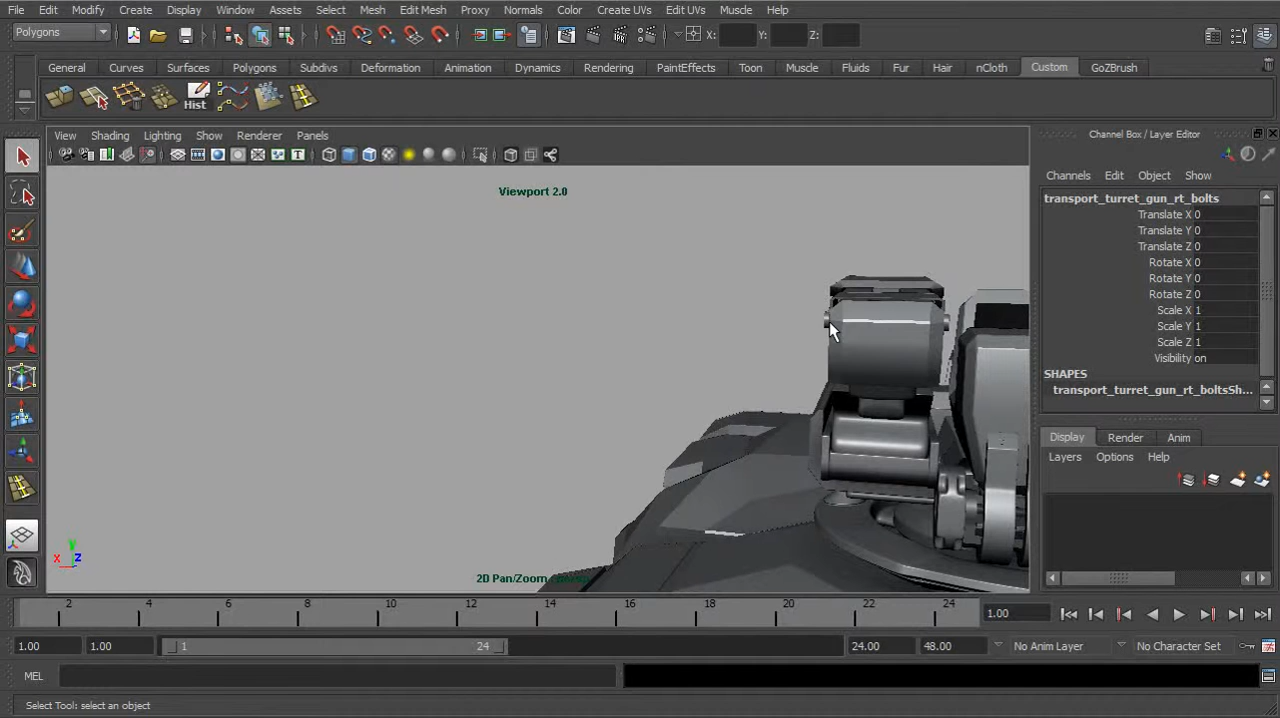 File Edit Modify Create Display Window Assets Select Mesh Edit Mesh Proxy Normals Color Create UVs Edit UVs Muscle Help
Polygons X: Y: Z:
General Curves Surfaces Polygons Subdivs Deformation Animation Dynamics Rendering PaintEffects Toon Muscle Fluids Fur Hair nCloth Custom GoZBrush
Hist
View Shading Lighting Show Renderer Panels
Viewport 2.0
2D Pan/Zoom
Y
X Z
Channel Box / Layer Editor
Channels Edit Object Show
transport_turret_gun_rt_bolts
Translate X 0
Translate Y 0
Translate Z 0
Rotate X 0
Rotate Y 0
Rotate Z 0
Scale X 1
Scale Y 1
Scale Z 1
Visibility on
SHAPES
transport_turret_gun_rt_boltsSh...
Display Render Anim
Layers Options Help
2 4 6 8 10 12 14 16 18 20 22 24 1.00
1.00 1.00 1 24 24.00 48.00 No Anim Layer No Character Set
MEL
Select Tool: select an object